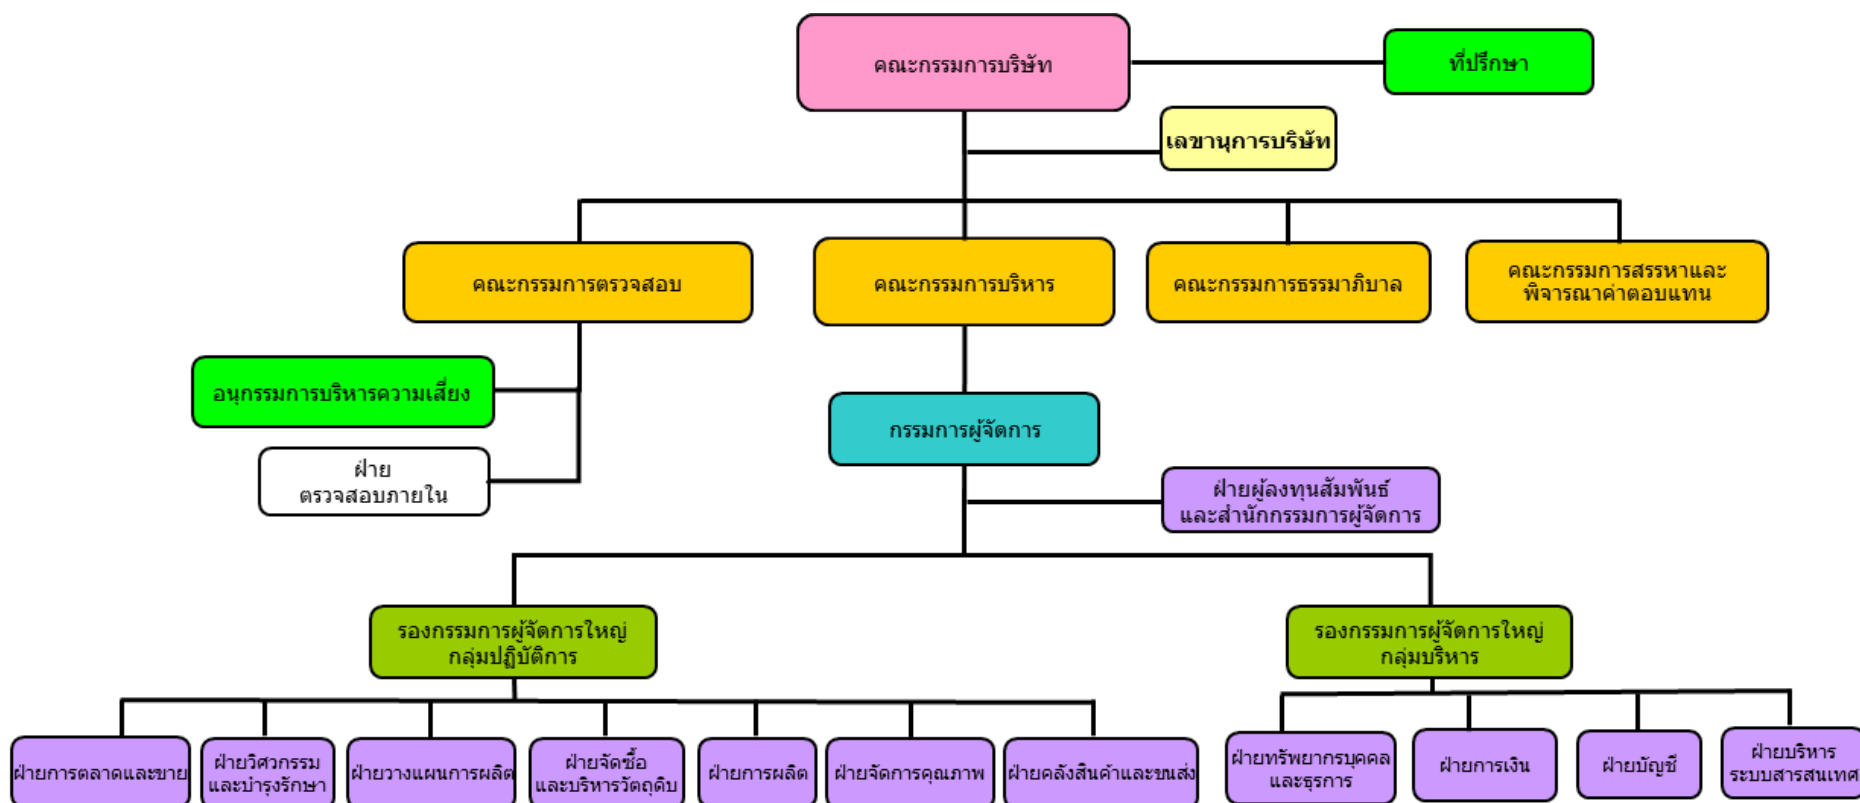 คณะกรรมการบริษัท
ที่ปรึกษา
เลขานุการบริษัท
คณะกรรมการตรวจสอบ
คณะกรรมการบริหาร
คณะกรรมการธรรมาภิบาล
คณะกรรมการสรรหาและ
พิจารณาค่าตอบแทน
อนุกรรมการบริหารความเสี่ยง
กรรมการผู้จัดการ
ฝ่าย
ตรวจสอบภายใน
ฝ่ายผู้ลงทุนสัมพันธ์
และสำนักกรรมการผู้จัดการ
รองกรรมการผู้จัดการใหญ่
กลุ่มปฏิบัติการ
รองกรรมการผู้จัดการใหญ่
กลุ่มบริหาร
ฝ่ายการตลาดและขาย
ฝ่ายวิศวกรรม
และบำรุงรักษา
ฝ่ายวางแผนการผลิต
ฝ่ายจัดซื้อ
และบริหารวัตถุดิบ
ฝ่ายการผลิต
ฝ่ายจัดการคุณภาพ
ฝ่ายคลังสินค้าและขนส่ง
ฝ่ายทรัพยากรบุคคล
และธุรการ
ฝ่ายการเงิน
ฝ่ายบัญชี
ฝ่ายบริหาร
ระบบสารสนเทศ